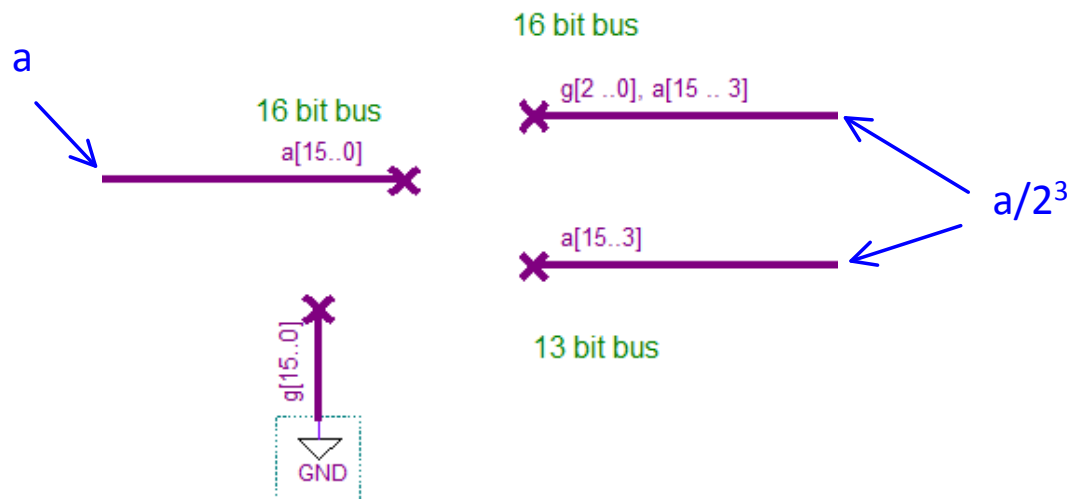 16 bit bus
a
g[2 ..0], a[15 .. 3]
16 bit bus
a[15..0]
a/2³
a[15..3]
g[15..0]
13 bit bus
GND